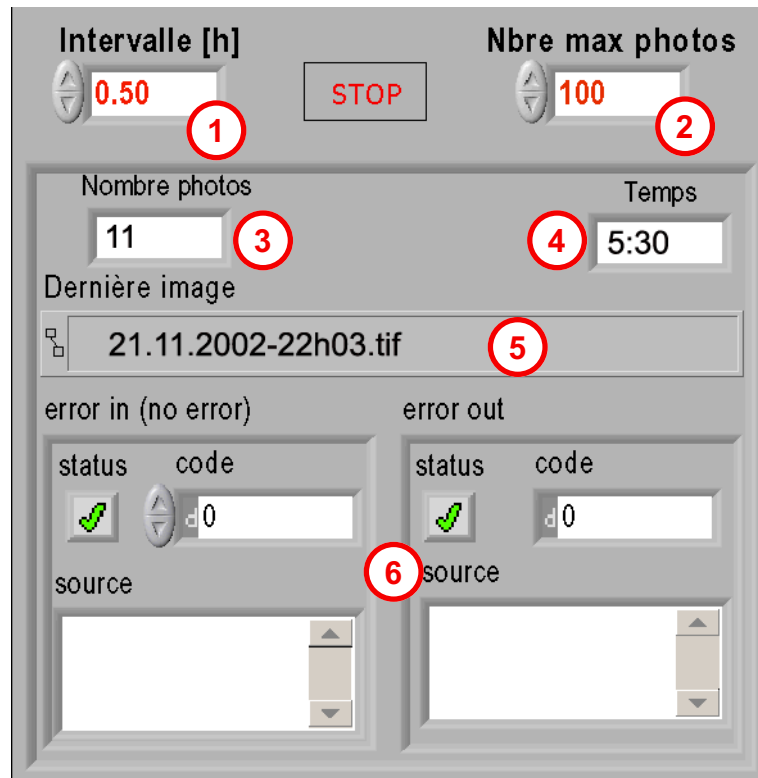 Intervalle [h]
Nbre max photos
0.50
STOP
100
1
2
Nombre photos
Temps
11
3
4
5:30
Dernière image
21.11.2002-22h03.tif
5
error in (no error)
error out
status
code
status
code
d 0
d 0
6
source
source